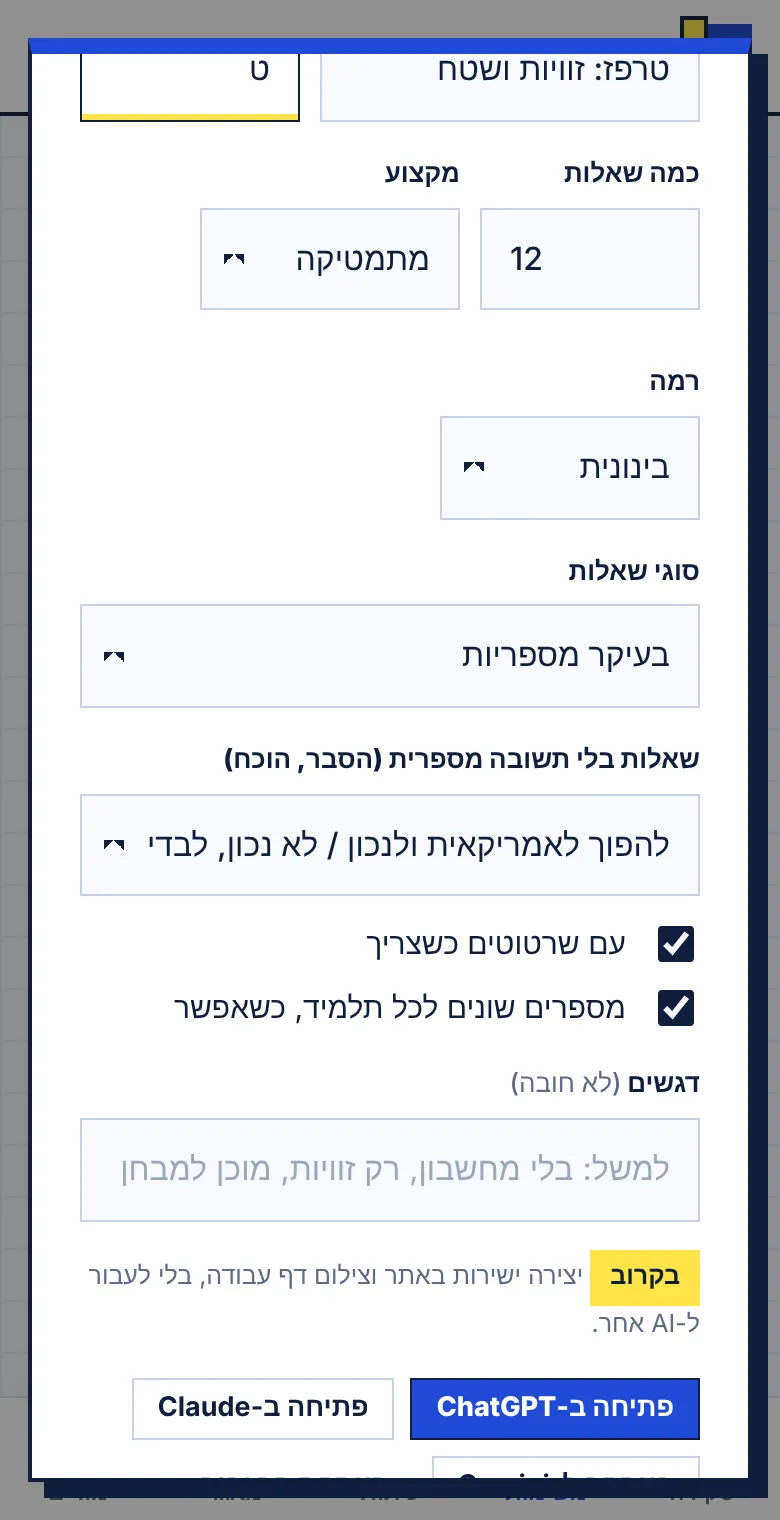 טרפז: זוויות ושטח
ט
כמה שאלות
מקצוע
12
מתמטיקה
רמה
בינונית
סוגי שאלות
בעיקר מספריות
שאלות בלי תשובה מספרית (הסבר, הוכח)
להפוך לאמריקאית ולנכון / לא נכון, לבדי
עם שרטוטים כשצריך
מספרים שונים לכל תלמיד, כשאפשר
דגשים (לא חובה)
למשל: בלי מחשבון, רק זוויות, מוכן למבחן
בקרוב יצירה ישירות באתר וצילום דף עבודה, בלי לעבור
ל-AI אחר.
פתיחה ב-ChatGPT
פתיחה ב-Claude